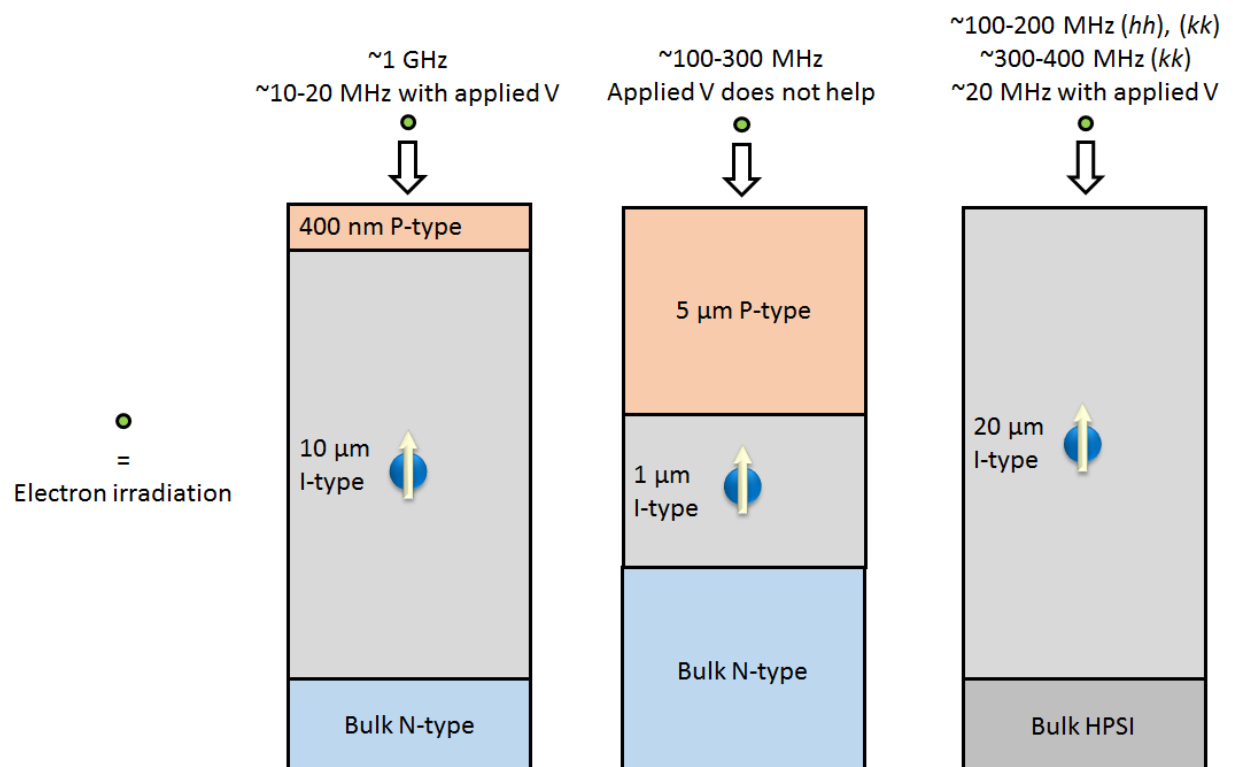 ~1 GHz
~10-20 MHz with applied V
~100-300 MHz
Applied V does not help
~100-200 MHz (hh), (kk)
~300-400 MHz (kk)
~20 MHz with applied V
=
Electron irradiation
400 nm P-type
10 µm
I-type
Bulk N-type
5 µm P-type
1 µm
I-type
Bulk N-type
20 µm
I-type
Bulk HPSI